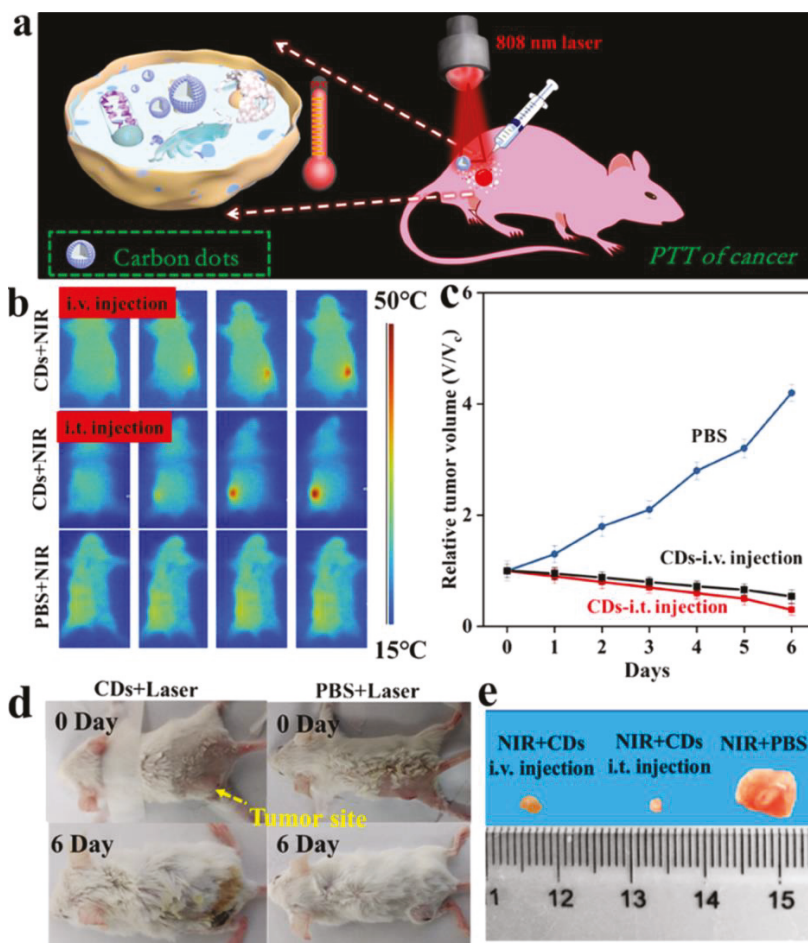 a
808 nm laser
Carbon dots
PTT of cancer
b
i.v. injection
CDs+NIR
i.t. injection
CDs+NIR
PBS+NIR
50℃
15℃
c
Relative tumor volume (V/Vc)
6
4
2
0
PBS
CDs-i.v. injection
CDs-i.t. injection
0 1 2 3 4 5 6
Days
d
CDs+Laser
PBS+Laser
0 Day
0 Day
Tumor site
6 Day
6 Day
e
NIR+CDs
i.v. injection
NIR+CDs
i.t. injection
NIR+PBS
1 12 13 14 15